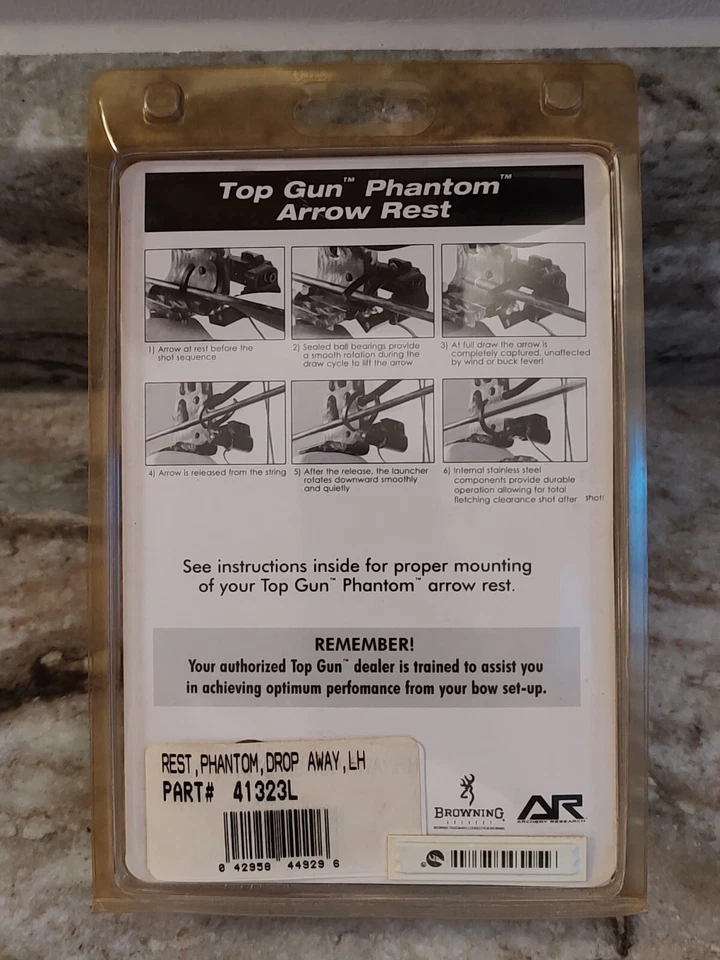 Top Gun™ Phantom™
Arrow Rest
1) Arrow at rest before the
shot sequence
2) Sealed ball bearings provide
a smooth rotation during the
draw cycle to lift the arrow
3) At full draw the arrow is
completely captured, unaffected
by wind or buck fever!
4) Arrow is released from the string
5) After the release, the launcher
rotates downward smoothly
and quietly
6) Internal stainless steel
components provide durable
operation allowing for total
fletching clearance shot after shot!
See instructions inside for proper mounting
of your Top Gun™ Phantom™ arrow rest.
REMEMBER!
Your authorized Top Gun™ dealer is trained to assist you
in achieving optimum perfomance from your bow set-up.
REST,PHANTOM,DROP AWAY,LH
PART# 41323L
0 42958 44929 6
BROWNING
ARCHERY
AR
ARCHERY RESEARCH